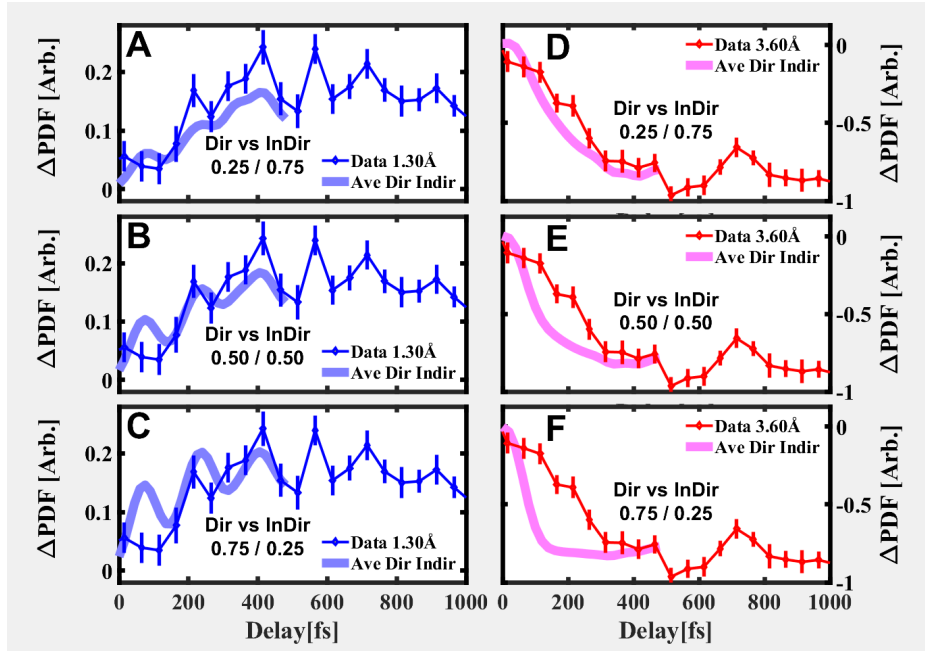 A
ΔPDF [Arb.]
0.2
0.1
0
Dir vs InDir
0.25 / 0.75
Data 1.30Å
Ave Dir Indir
D
Data 3.60Å
Ave Dir Indir
Dir vs InDir
0.25 / 0.75
0
-0.5
-1
ΔPDF [Arb.]
B
ΔPDF [Arb.]
0.2
0.1
0
Dir vs InDir
0.50 / 0.50
Data 1.30Å
Ave Dir Indir
E
Data 3.60Å
Ave Dir Indir
Dir vs InDir
0.50 / 0.50
0
-0.5
-1
ΔPDF [Arb.]
C
ΔPDF [Arb.]
0.2
0.1
0
Dir vs InDir
0.75 / 0.25
Data 1.30Å
Ave Dir Indir
0 200 400 600 800 1000
Delay[fs]
F
Data 3.60Å
Ave Dir Indir
Dir vs InDir
0.75 / 0.25
0
-0.5
-1
ΔPDF [Arb.]
0 200 400 600 800 1000
Delay[fs]